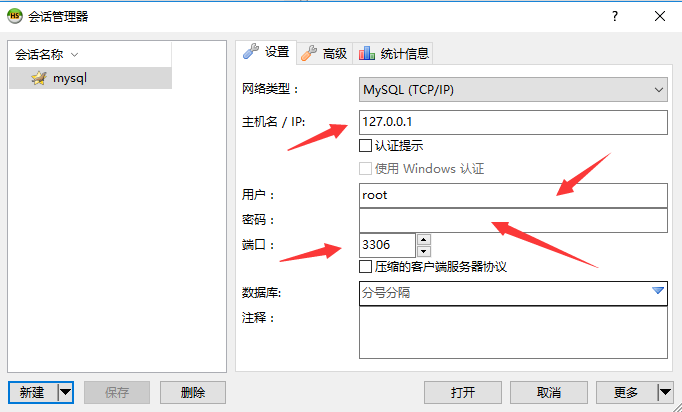 HS
会话管理器
会话名称
mysql
设置
高级
统计信息
网络类型：
MySQL (TCP/IP)
主机名 / IP:
127.0.0.1
认证提示
使用 Windows 认证
用户：
root
密码：
端口：
3306
压缩的客户端服务器协议
数据库:
分号分隔
注释：
新建
保存
删除
打开
取消
更多